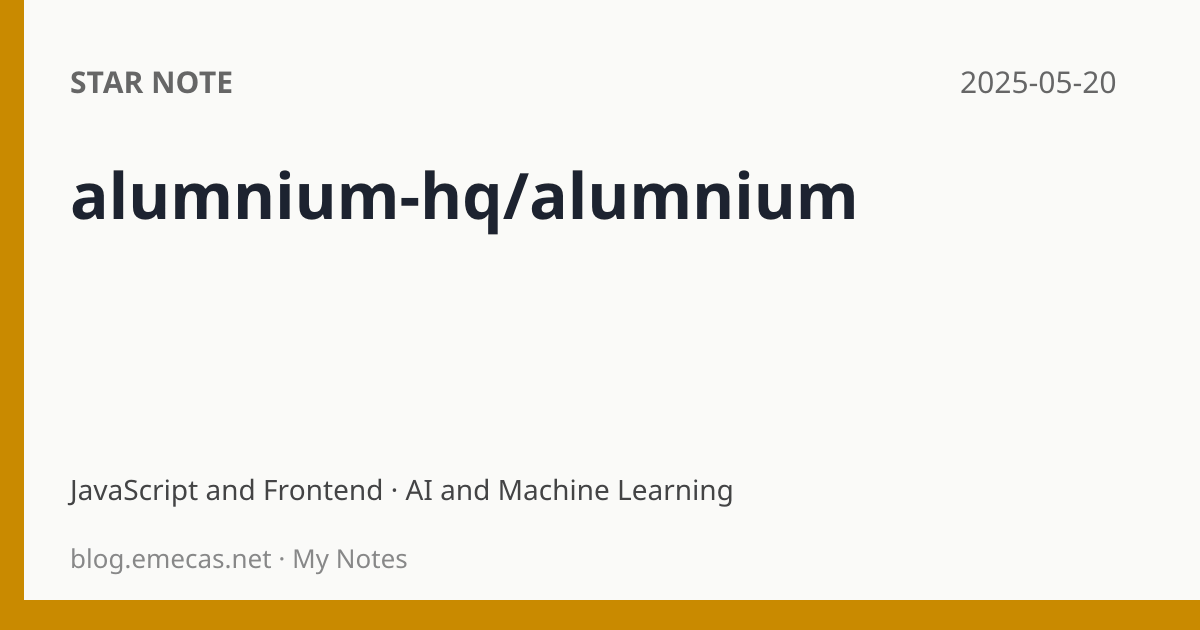 STAR NOTE
2025-05-20
alumnium-hq/alumnium
JavaScript and Frontend · AI and Machine Learning
blog.emecas.net · My Notes